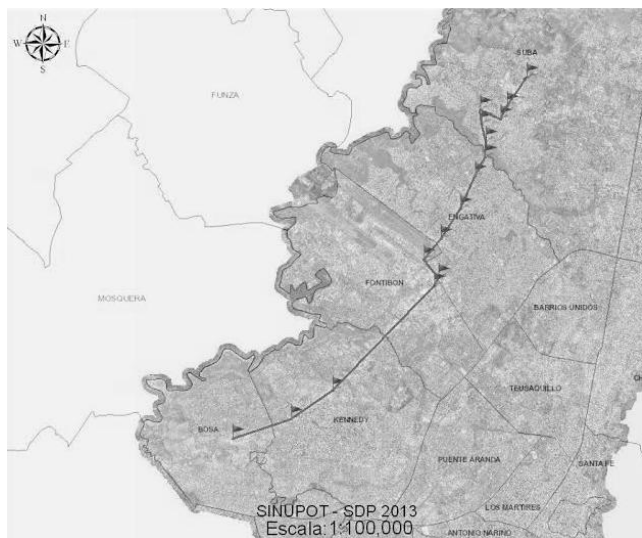 N
W E
S
SUBA
FUNZA
ENGATIVA
FONTIBON
MOSQUERA
BARRIOS UNIDOS
TEUSAQUILLO
KENNEDY
BOSA
PUENTE ARANDA
SANTA FE
SINUPOT - SDP 2013
LOS MARTIRES
Escala:1:100,000
ANTONIO NARIÑO